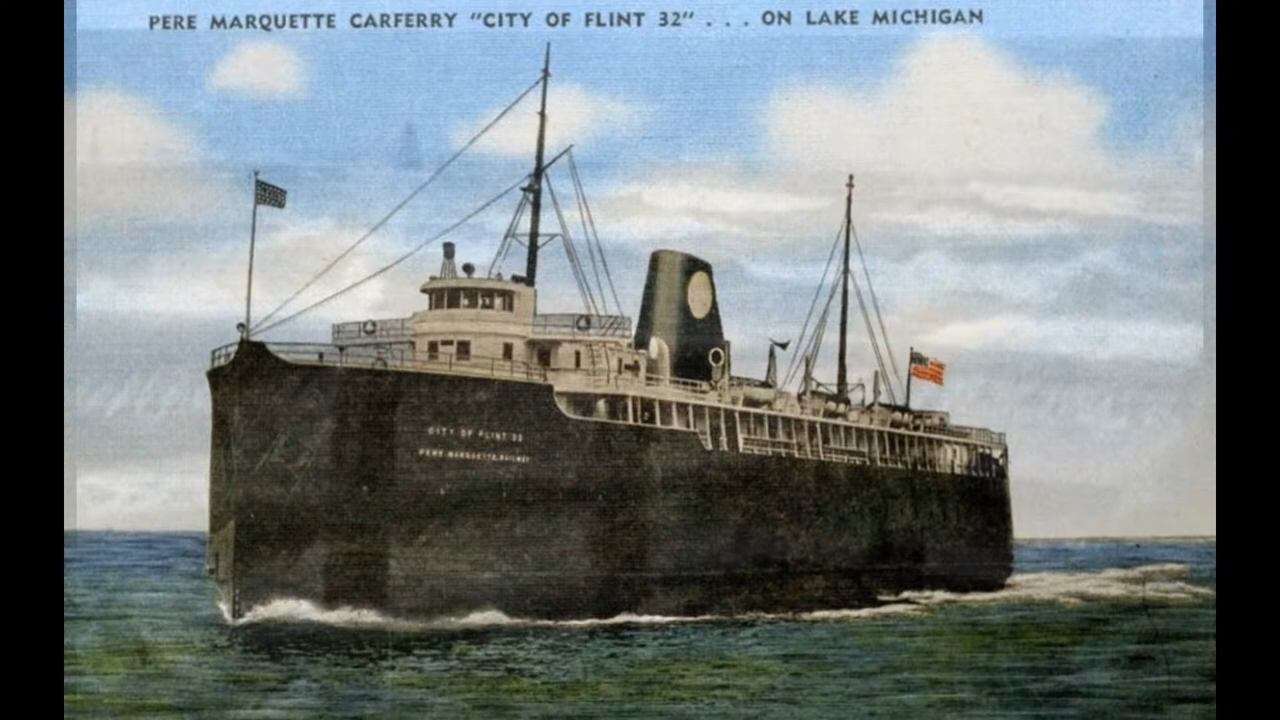 PERE MARQUETTE CARFERRY "CITY OF FLINT 32" . . . ON LAKE MICHIGAN
CITY OF FLINT 32
PERE MARQUETTE RAILWAY